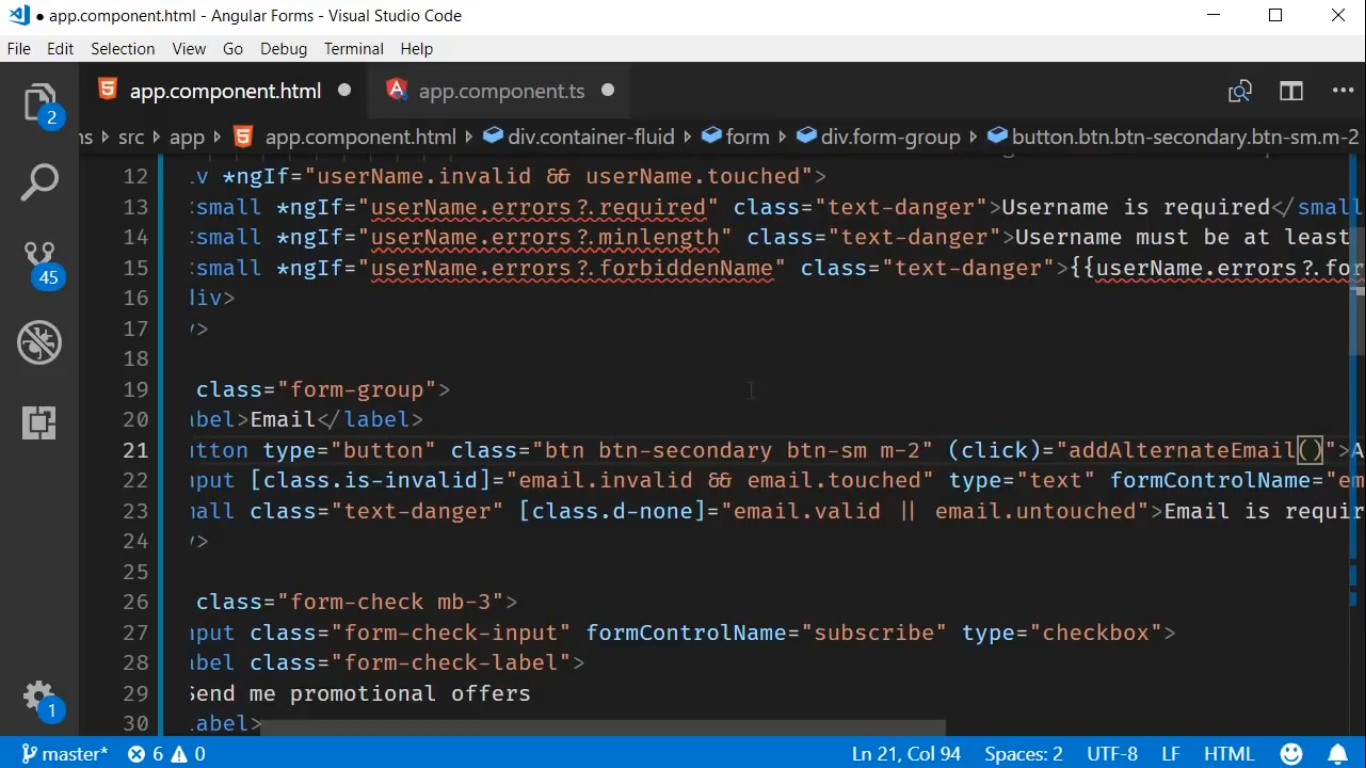 app.component.html - Angular Forms - Visual Studio Code
File Edit Selection View Go Debug Terminal Help
app.component.html app.component.ts
2
ns › src › app › app.component.html › div.container-fluid › form › div.form-group › button.btn.btn-secondary.btn-sm.m-2
12 .v *ngIf="userName.invalid && userName.touched">
13 <small *ngIf="userName.errors?.required" class="text-danger">Username is required</small
14 <small *ngIf="userName.errors?.minlength" class="text-danger">Username must be at least
15 <small *ngIf="userName.errors?.forbiddenName" class="text-danger">{{userName.errors?.for
45
16 div>
17 >
18
19 class="form-group">
20 abel>Email</label>
21 utton type="button" class="btn btn-secondary btn-sm m-2" (click)="addAlternateEmail()">A
22 nput [class.is-invalid]="email.invalid && email.touched" type="text" formControlName="em
23 mall class="text-danger" [class.d-none]="email.valid || email.untouched">Email is requir
24 >
25
26 class="form-check mb-3">
27 nput class="form-check-input" formControlName="subscribe" type="checkbox">
28 abel class="form-check-label">
29 Send me promotional offers
30 label>
1
master* 6 0 Ln 21, Col 94 Spaces: 2 UTF-8 LF HTML